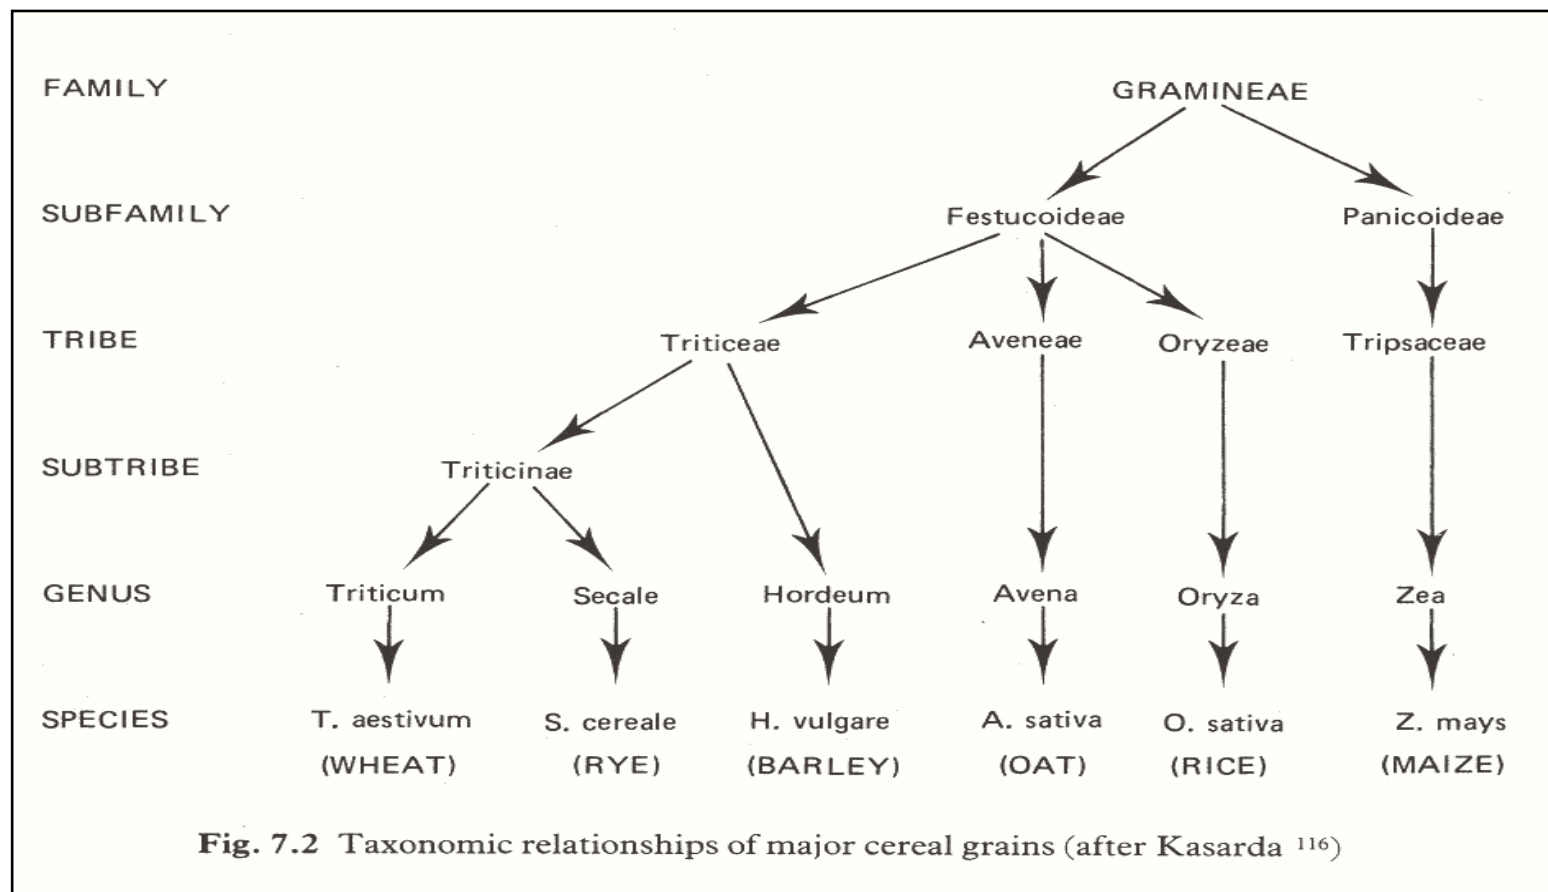 FAMILY GRAMINEAE
SUBFAMILY Festucoideae Panicoideae
TRIBE Triticeae Aveneae Oryzeae Tripsaceae
SUBTRIBE Triticinae
GENUS Triticum Secale Hordeum Avena Oryza Zea
SPECIES T. aestivum S. cereale H. vulgare A. sativa O. sativa Z. mays
(WHEAT) (RYE) (BARLEY) (OAT) (RICE) (MAIZE)
Fig. 7.2 Taxonomic relationships of major cereal grains (after Kasarda 116)